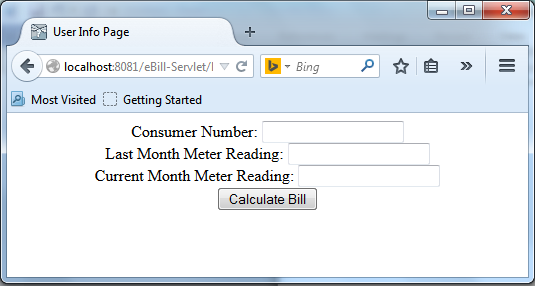 User Info Page
localhost:8081/eBill-Servlet/
Bing
Most Visited
Getting Started
Consumer Number:
Last Month Meter Reading:
Current Month Meter Reading:
Calculate Bill